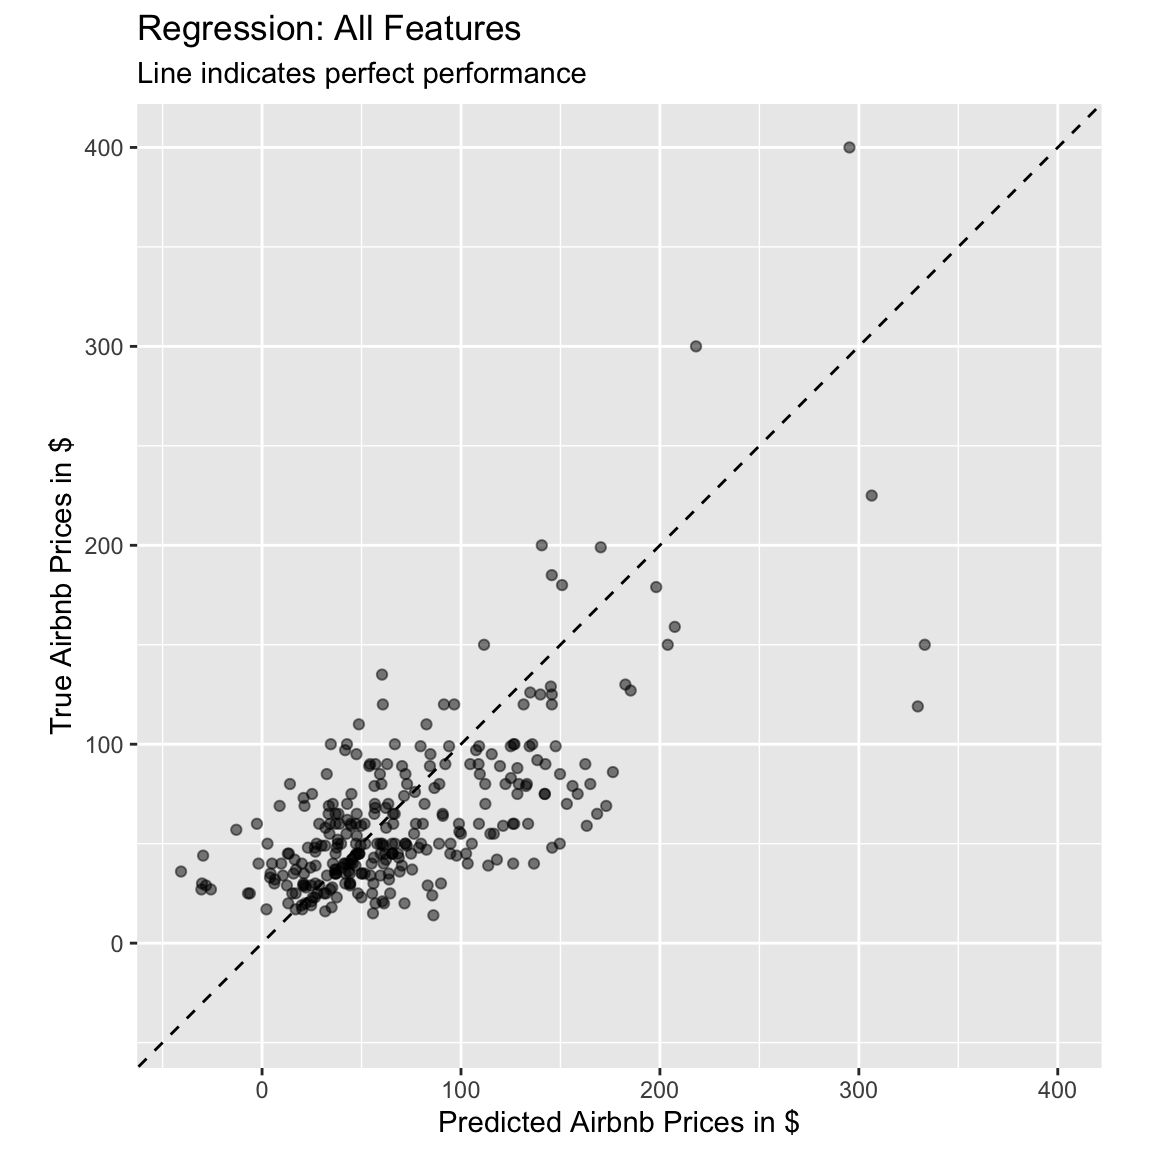 Regression: All Features
Line indicates perfect performance
True Airbnb Prices in $
400
300
200
100
0
0 100 200 300 400
Predicted Airbnb Prices in $